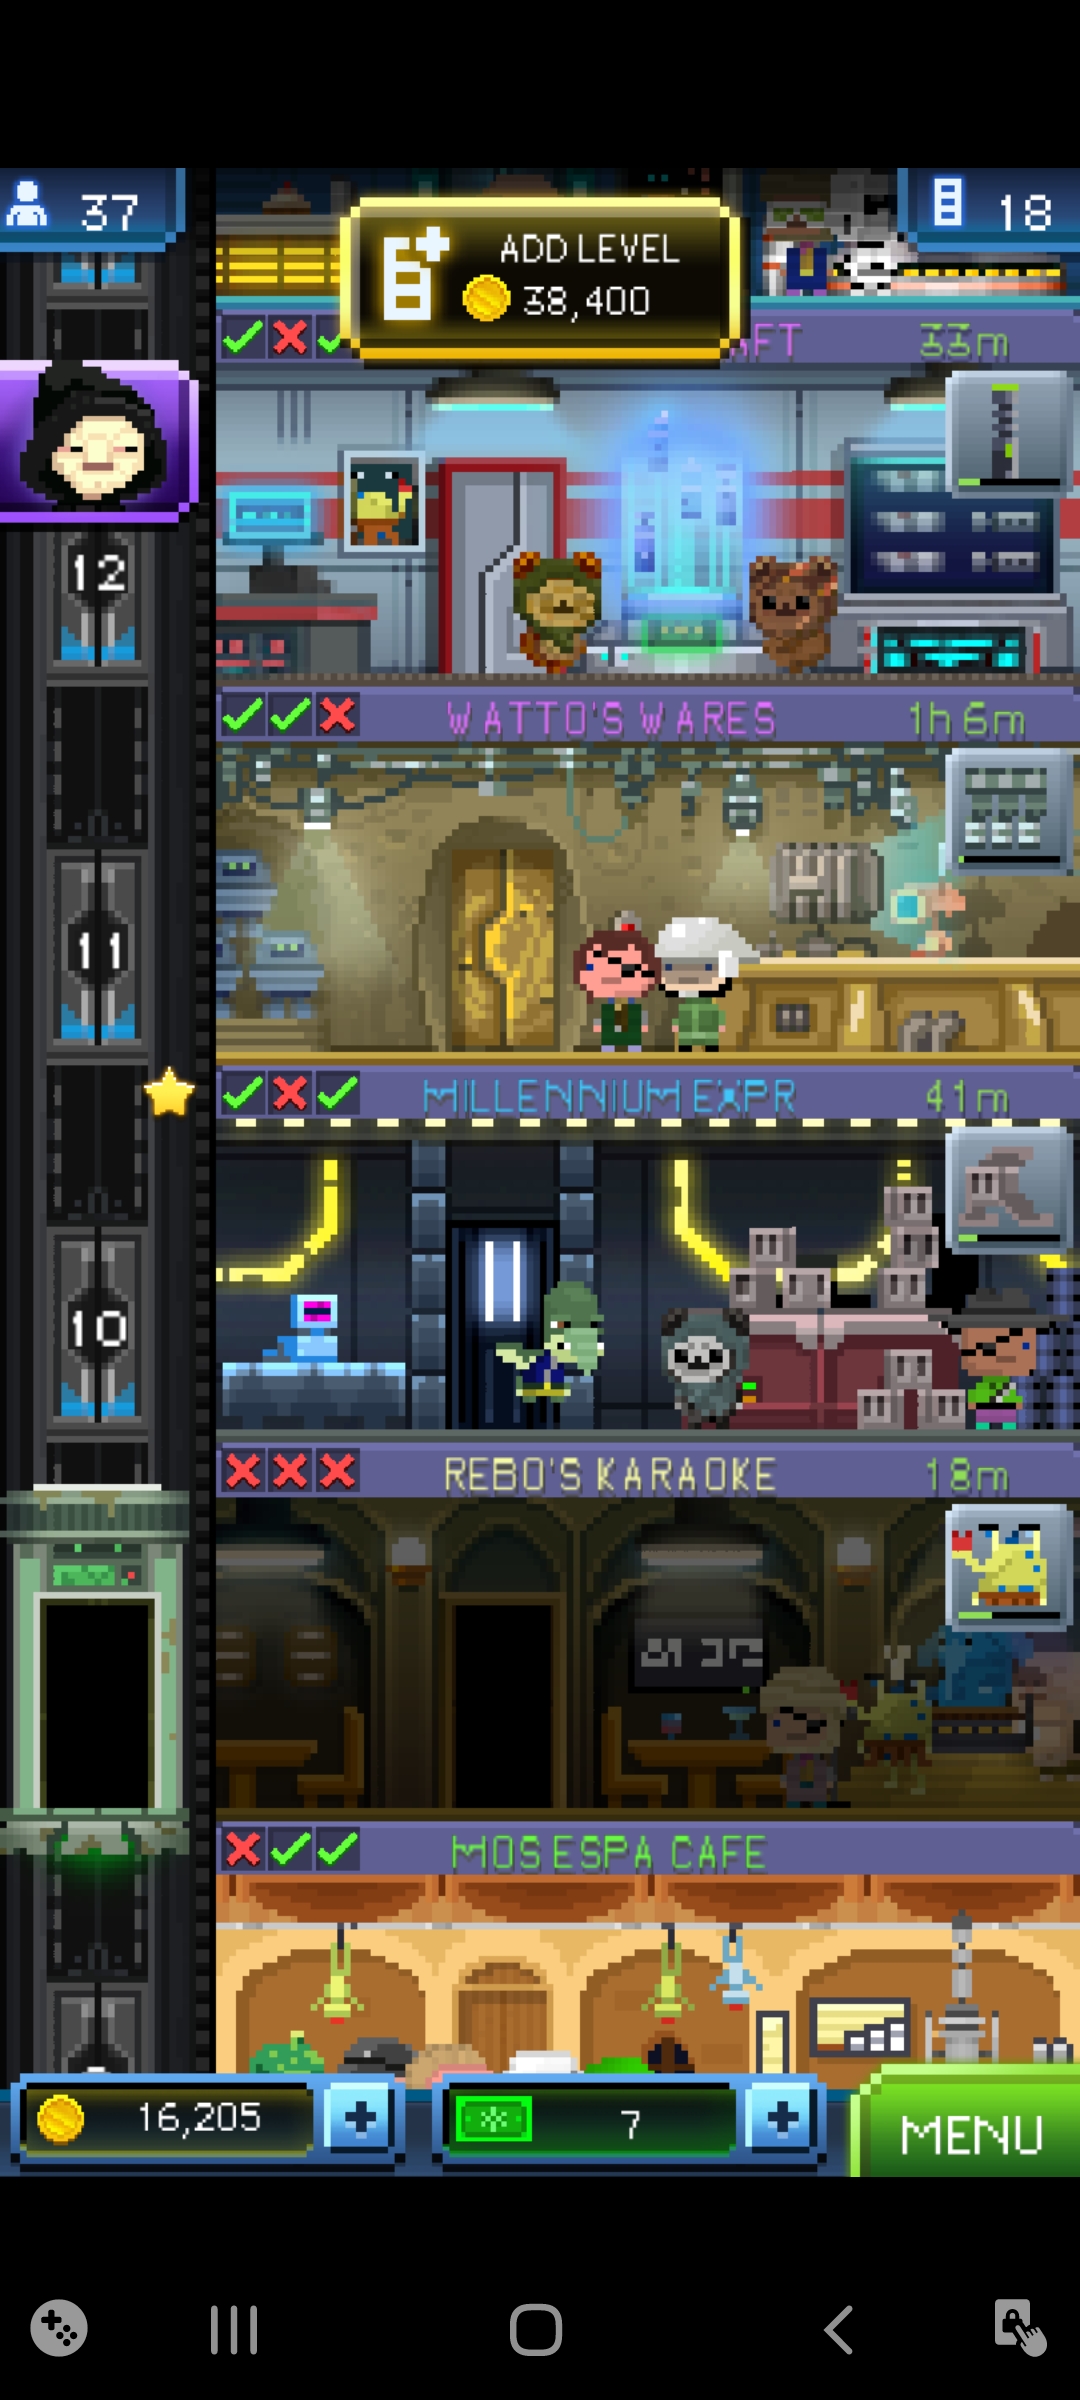 37
18
ADD LEVEL
38,400
AFT 33m
12
WATTO'S WARES 1h 6m
11
MILLENNIUM EXPR 41m
10
REBO'S KARAOKE 18m
MOS ESPA CAFE
16,205
7
MENU